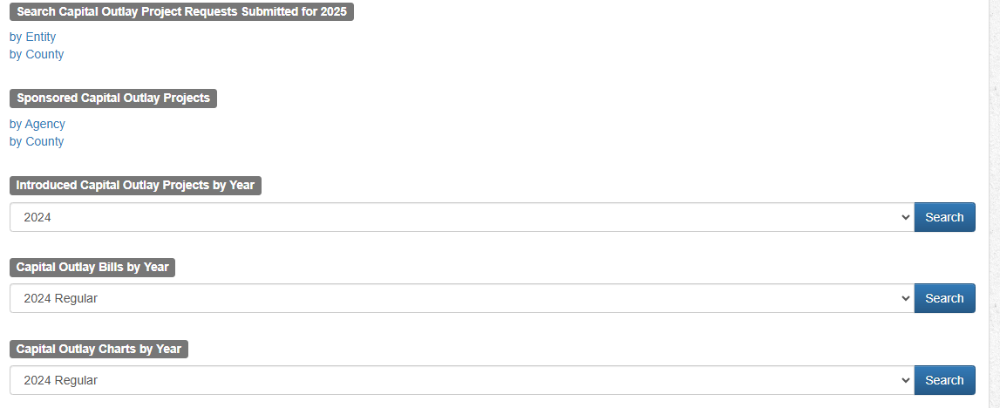 Search Capital Outlay Project Requests Submitted for 2025
by Entity
by County
Sponsored Capital Outlay Projects
by Agency
by County
Introduced Capital Outlay Projects by Year
2024 Search
Capital Outlay Bills by Year
2024 Regular Search
Capital Outlay Charts by Year
2024 Regular Search